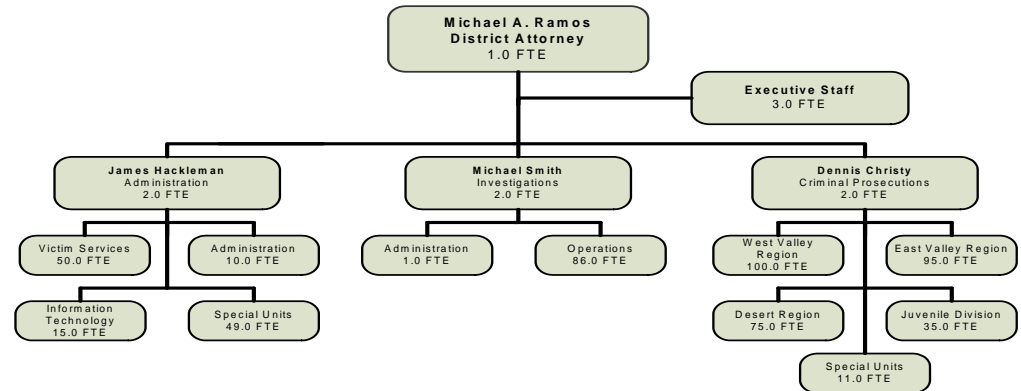 Michael A. Ramos
District Attorney
1.0 FTE
Executive Staff
3.0 FTE
James Hackleman
Administration
2.0 FTE
Michael Smith
Investigations
2.0 FTE
Dennis Christy
Criminal Prosecutions
2.0 FTE
Victim Services
50.0 FTE
Administration
10.0 FTE
Administration
1.0 FTE
Operations
86.0 FTE
West Valley
Region
100.0 FTE
East Valley Region
95.0 FTE
Information
Technology
15.0 FTE
Special Units
49.0 FTE
Desert Region
75.0 FTE
Juvenile Division
35.0 FTE
Special Units
11.0 FTE